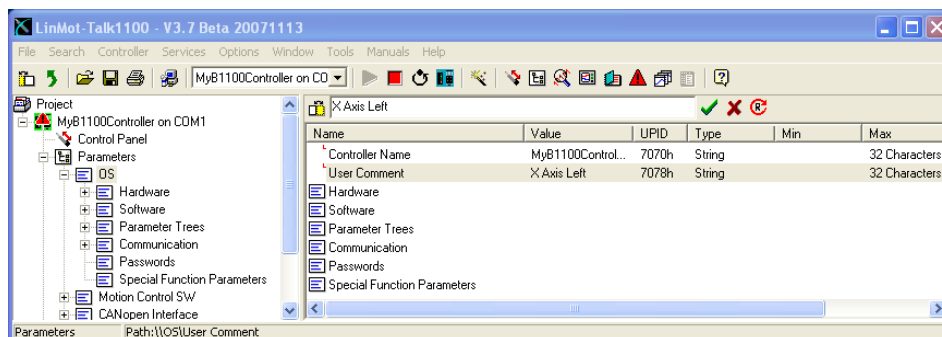 LinMot-Talk1100 - V3.7 Beta 20071113
File Search Controller Services Options Window Tools Manuals Help
MyB1100Controller on CO
Project
MyB1100Controller on COM1
Control Panel
Parameters
OS
Hardware
Software
Parameter Trees
Communication
Passwords
Special Function Parameters
Motion Control SW
CANopen Interface
X Axis Left
Name Value UPID Type Min Max
Controller Name MyB1100Control... 7070h String 32 Characters
User Comment X Axis Left 7078h String 32 Characters
Hardware
Software
Parameter Trees
Communication
Passwords
Special Function Parameters
Parameters Path:\\OS\User Comment